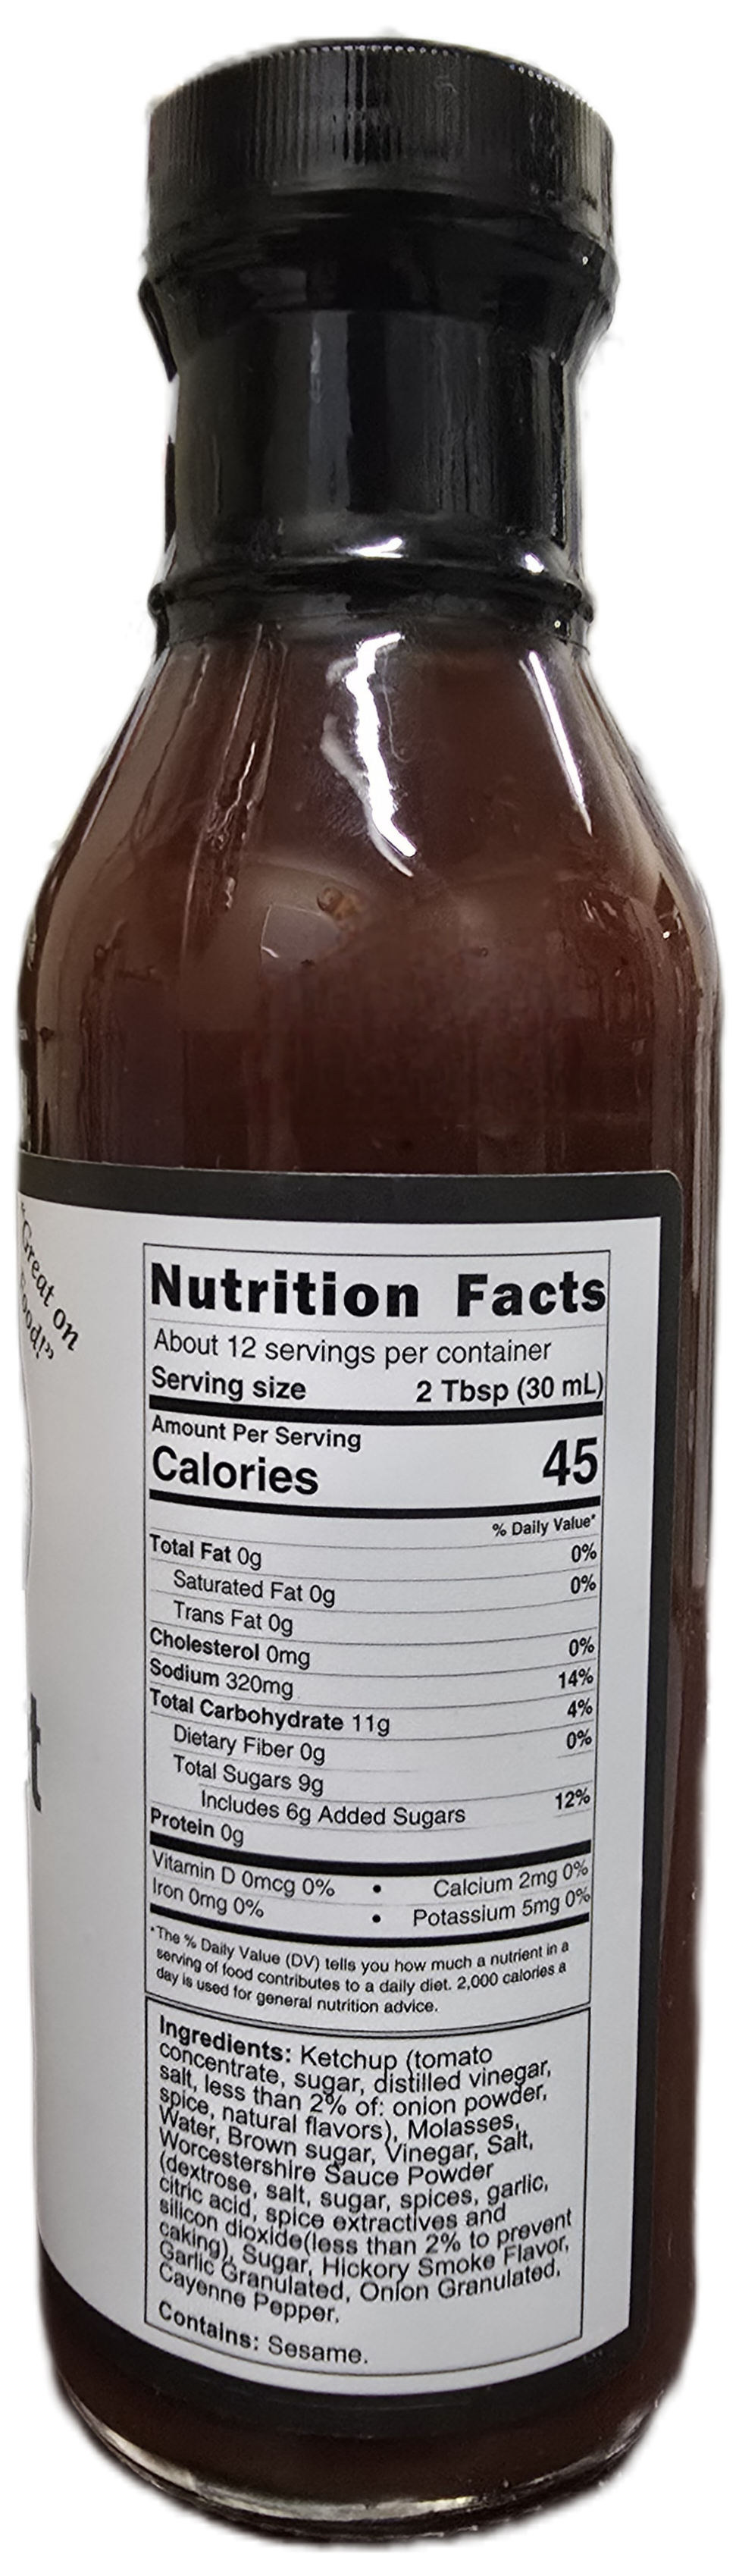 "Great on
Food!"
t
Nutrition Facts
About 12 servings per container
Serving size 2 Tbsp (30 mL)
Amount Per Serving
Calories 45
% Daily Value*
Total Fat 0g 0%
Saturated Fat 0g 0%
Trans Fat 0g
Cholesterol 0mg 0%
Sodium 320mg 14%
Total Carbohydrate 11g 4%
Dietary Fiber 0g 0%
Total Sugars 9g
Includes 6g Added Sugars 12%
Protein 0g
Vitamin D 0mcg 0% • Calcium 2mg 0%
Iron 0mg 0% • Potassium 5mg 0%
*The % Daily Value (DV) tells you how much a nutrient in a
serving of food contributes to a daily diet. 2,000 calories a
day is used for general nutrition advice.
Ingredients: Ketchup (tomato
concentrate, sugar, distilled vinegar,
salt, less than 2% of: onion powder,
spice, natural flavors), Molasses,
Water, Brown sugar, Vinegar, Salt,
Worcestershire Sauce Powder
(dextrose, salt, sugar, spices, garlic,
citric acid, spice extractives and
silicon dioxide(less than 2% to prevent
caking), Sugar, Hickory Smoke Flavor,
Garlic Granulated, Onion Granulated,
Cayenne Pepper.
Contains: Sesame.